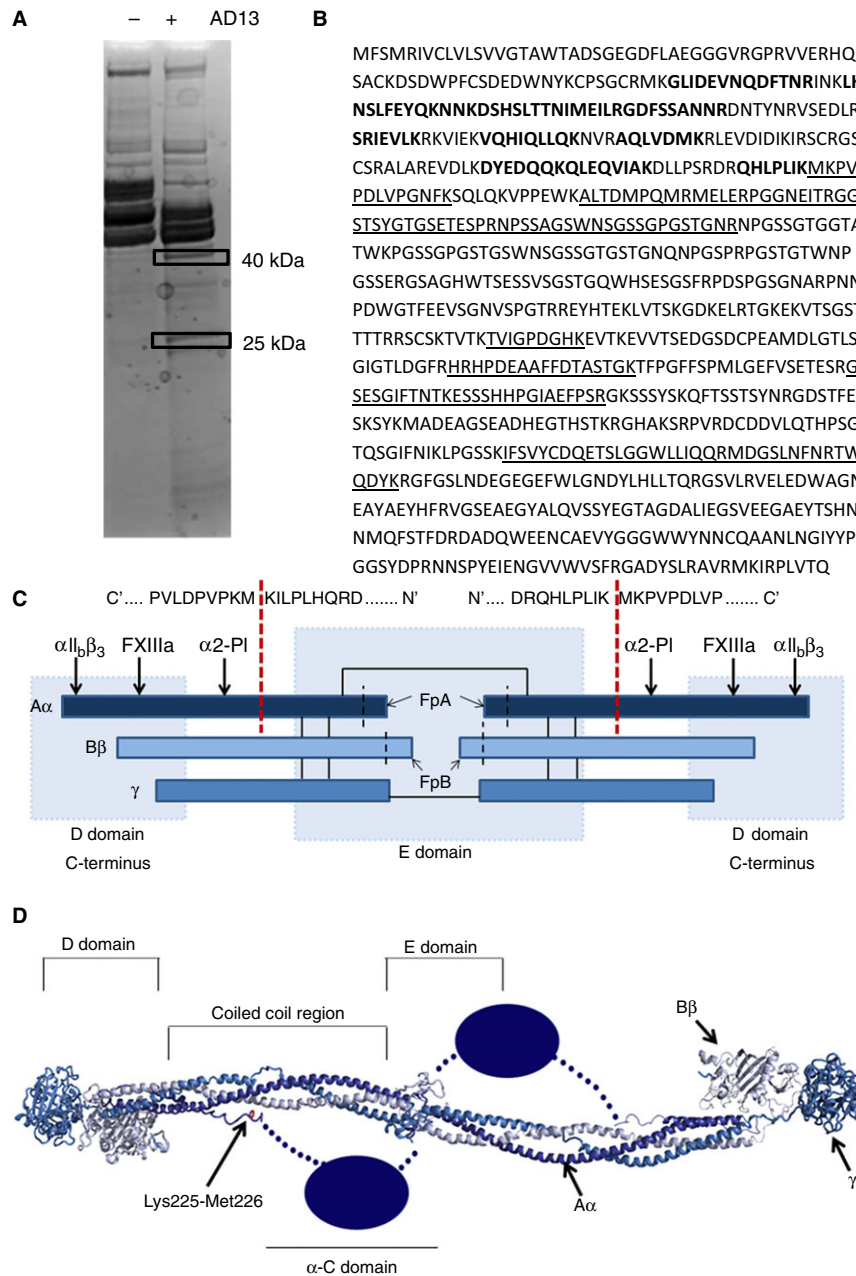 A
– + AD13
40 kDa
25 kDa
B
MFSMRIVCLVLSVVGTAWTADSGEGDFLAEGGGVRGPRVVERHQ
SACKDSDWPFCSDEDWNYKCPSGCRMKGLIDEVNQDFTNRINKL
NSLFEYQKNNKDSHSLTTNIMEILRGDFSSANNRDNTYNRVSEDLR
SRIEVLKRKVIEKVQHIQLLQKNVRAQLVDMKRLEVDIDIKIRSCRGS
CSRALAREVDLKDYEDQQKQLEQVIAKDLLPSRDRQHLPLIKMKPV
PDLVPGNFKSQLQKVPPEWKALTDMPQMRMELERPGGNEITRGG
STSYGTGSETESPRNPSSAGSWNSGSSGPGSTGNRNPGSSGTGGTA
TWKPGSSGPGSTGSWNSGSSGTGSTGNQNPGSPRPGSTGTWNP
GSSERGSAGHWTSESSVSGSTGQWHSESGSFRPDSPGSGNARPNN
PDWGTFEEVSGNVSPGTRREYHTEKLVTSKGDKELRTGKEKVTSGST
TTTRRSCSKTVTKTVIGPDGHKEVTKEVVTSEDGSDCPEAMDLGTLS
GIGTLDGFRHRHPDEAAFFDTASTGKTFPGFFSPMLGEFVSETESRG
SESGIFTNTKESSSHHPGIAEFPSRGKSSSYSKQFTSSTSYNRGDSTFE
SKSYKMADEAGSEADHEGTHSTKRGHAKSRPVRDCDDVLQTHPSG
TQSGIFNIKLPGSSKIFSVYCDQETSLGGWLLIQQRMDGSLNFNRTW
QDYKRGFGSLNDEGEGEFWLGNDYLHLLTQRGSVLRVELEDWAGN
EAYAEYHFRVGSEAEGYALQVSSYEGTAGDALIEGSVEEGAEYTSHN
NMQFSTFDRDADQWEENCAEVYGGGWWYNNCQAANLNGIYYP
GGSYDPRNNSPYEIENGVVWVSFRGADYSLRAVRMKIRPLVTQ
C
C'.... PVLDPVPKM KILPLHQRD....... N' N'.... DRQHLPLIK MKPVPDLVP....... C'
αIIbβ3 FXIIIa α2-PI α2-PI FXIIIa αIIbβ3
Aα FpA
Bβ
FpB
γ
D domain
C-terminus
E domain
D domain
C-terminus
D
D domain
E domain
Coiled coil region
Bβ
Lys225-Met226
Aα
γ
α-C domain